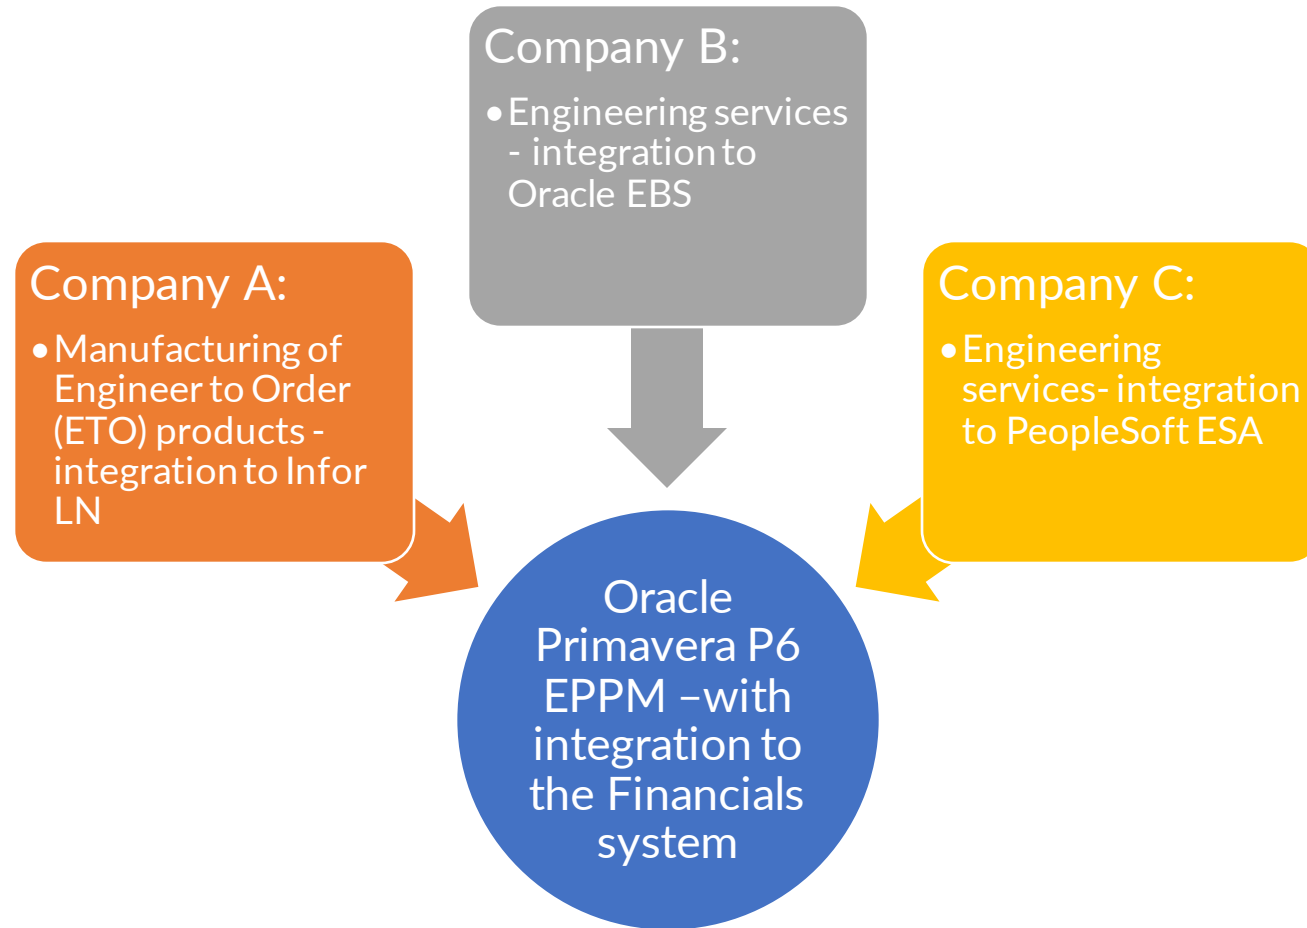 Company B:
•Engineering services
- integration to
Oracle EBS
Company A:
•Manufacturing of
Engineer to Order
(ETO) products -
integration to Infor
LN
Company C:
•Engineering
services- integration
to PeopleSoft ESA
Oracle
Primavera P6
EPPM –with
integration to
the Financials
system